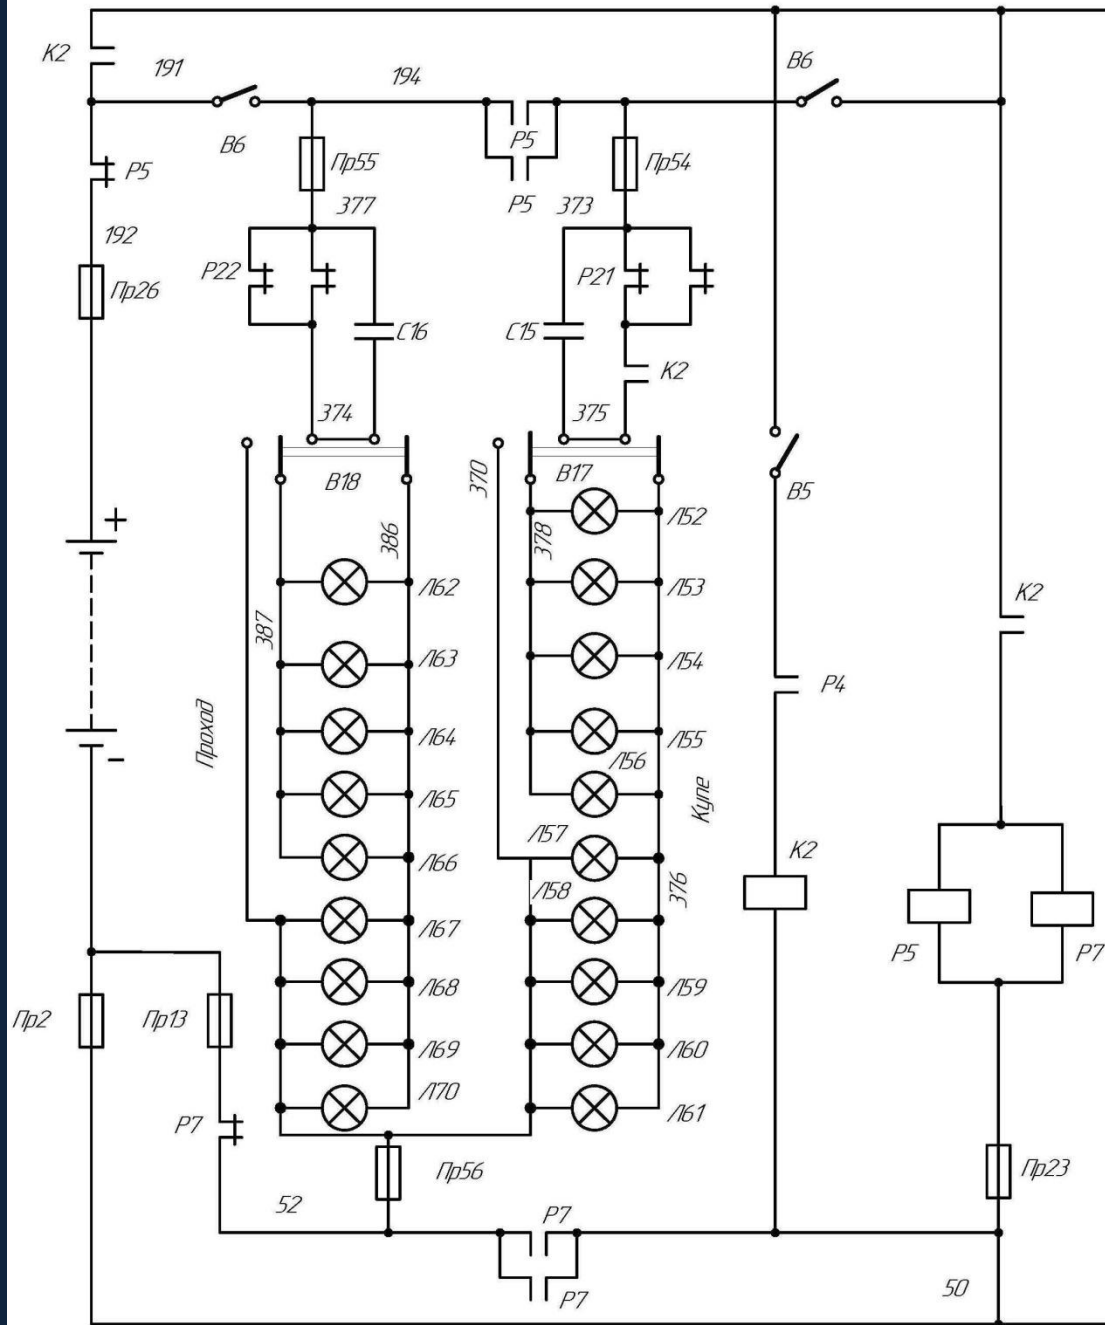 К2
191
194
В6
В6
Р5
Пр55
Р5
Пр54
Р5
377
373
192
Р22
Р21
Пр26
С16
С15
К2
374
375
370
В18
В17
В5
378
386
Л52
+
387
Л62
Л53
К2
Л63
Л54
Р4
Проход
Л64
Л55
-
Л56
Л65
Купе
Л57
Л66
К2
376
Л58
Л67
Р5
Р7
Л68
Л59
Пр2
Пр13
Л69
Л60
Л70
Л61
Р7
Пр56
Пр23
52
Р7
50
Р7